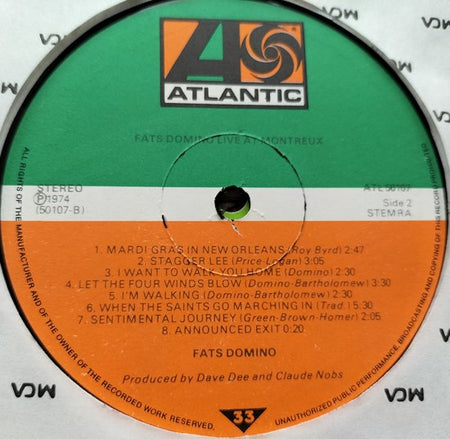 ATLANTIC
FATS DOMINO LIVE AT MONTREUX
STEREO
Ⓟ1974
(50107-B)
ATL 50107
Side 2
STEMRA
1. MARDI GRAS IN NEW ORLEANS (Roy Byrd) 2:47
2. STAGGER LEE (Price-Logan) 3:05
3. I WANT TO WALK YOU HOME (Domino) 2:30
4. LET THE FOUR WINDS BLOW (Domino-Bartholomew) 2:30
5. I'M WALKING (Domino-Bartholomew) 2:30
6. WHEN THE SAINTS GO MARCHING IN (Trad.) 5:30
7. SENTIMENTAL JOURNEY (Green-Brown-Homer) 2:05
8. ANNOUNCED EXIT 0:20
FATS DOMINO
Produced by Dave Dee and Claude Nobs
33
ALL RIGHTS OF THE MANUFACTURER AND OF THE OWNER OF THE RECORDED WORK RESERVED.
UNAUTHORIZED PUBLIC PERFORMANCE, BROADCASTING AND COPYING OF THIS RECORD PROHIBITED
MCA
MCA
MCA
MCA
MCA
MCA